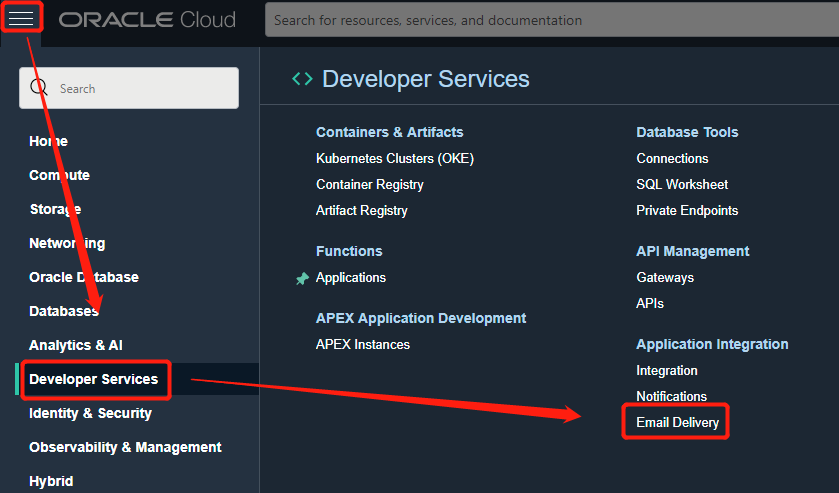 ORACLE Cloud
Search for resources, services, and documentation
Search
Home
Compute
Storage
Networking
Oracle Database
Databases
Analytics & AI
Developer Services
Identity & Security
Observability & Management
Hybrid
Developer Services
Containers & Artifacts
Kubernetes Clusters (OKE)
Container Registry
Artifact Registry
Functions
Applications
APEX Application Development
APEX Instances
Database Tools
Connections
SQL Worksheet
Private Endpoints
API Management
Gateways
APIs
Application Integration
Integration
Notifications
Email Delivery